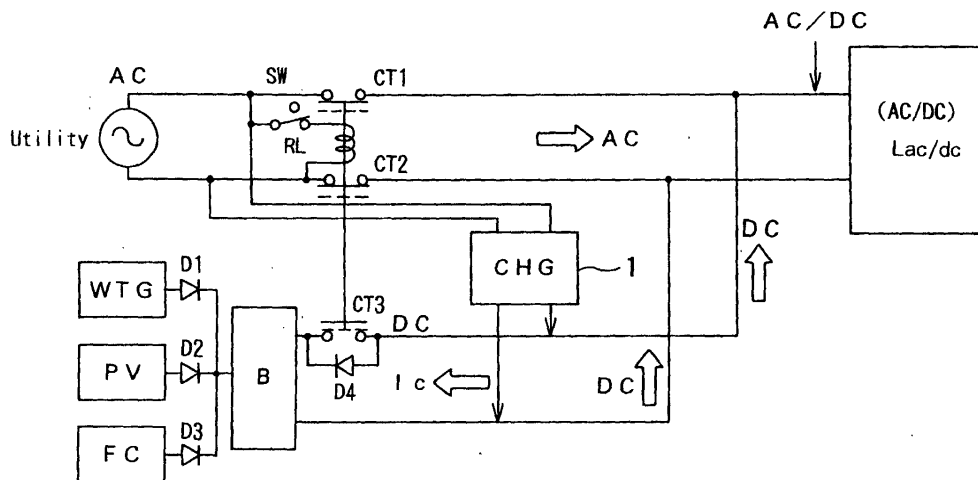 AC/DC
AC
SW
CT1
(AC/DC)
Lac/dc
Utility
RL
AC
CT2
DC
CHG
1
D1
WTG
CT3
DC
D2
PV
B
D4
Ic
DC
D3
FC